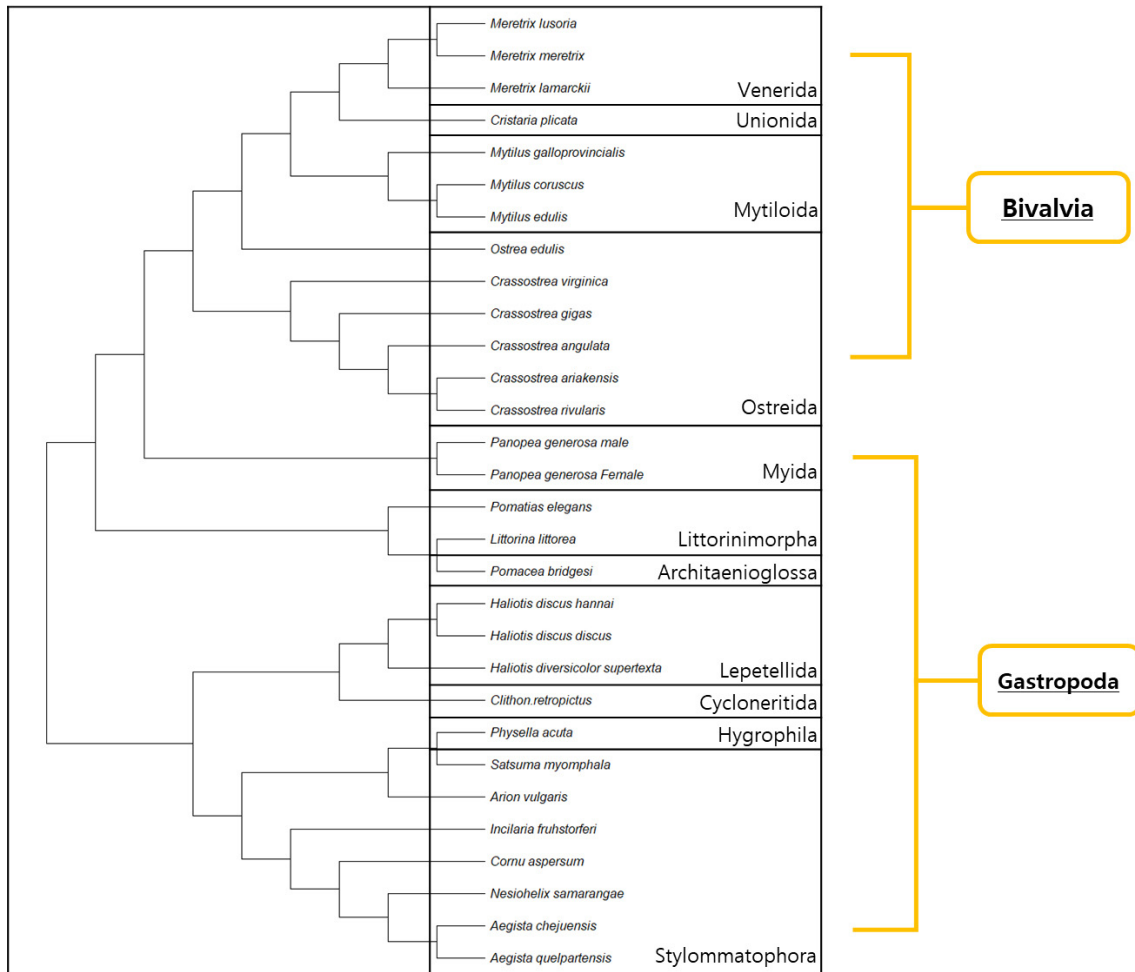 Meretrix lusoria
Meretrix meretrix
Meretrix lamarckii
Venerida
Cristaria plicata
Unionida
Mytilus galloprovincialis
Mytilus coruscus
Mytilus edulis
Mytiloida
Ostrea edulis
Crassostrea virginica
Crassostrea gigas
Crassostrea angulata
Crassostrea ariakensis
Crassostrea rivularis
Ostreida
Panopea generosa male
Panopea generosa Female
Myida
Pomatias elegans
Littorina littorea
Littorinimorpha
Pomacea bridgesi
Architaenioglossa
Haliotis discus hannai
Haliotis discus discus
Haliotis diversicolor supertexta
Lepetellida
Clithon retropictus
Cycloneritida
Physella acuta
Hygrophila
Satsuma myomphala
Arion vulgaris
Incilaria fruhstorferi
Cornu aspersum
Nesiohelix samarangae
Aegista chejuensis
Aegista quelpartensis
Stylommatophora
Bivalvia
Gastropoda